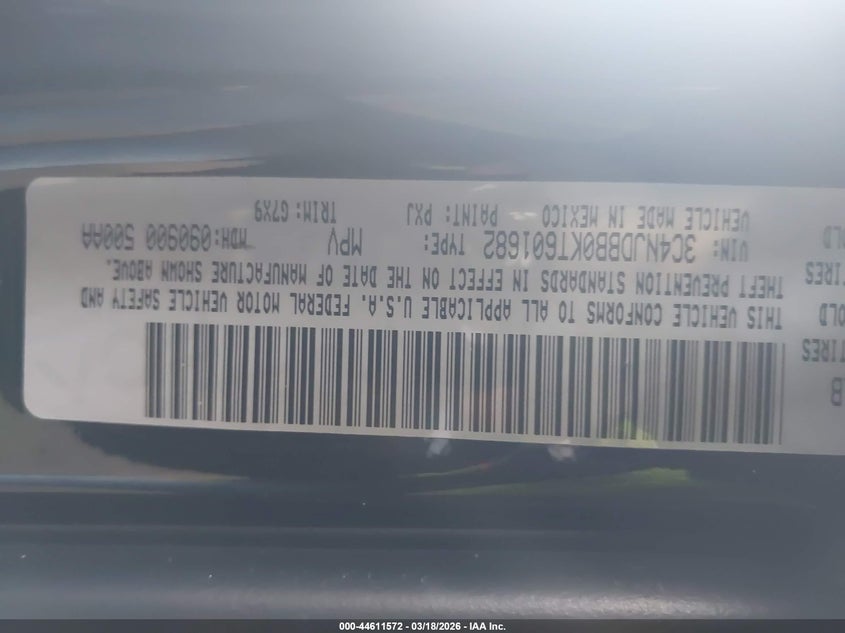 THIS VEHICLE CONFORMS TO ALL APPLICABLE U.S.A. FEDERAL MOTOR VEHICLE SAFETY AND
THEFT PREVENTION STANDARDS IN EFFECT ON THE DATE OF MANUFACTURE SHOWN ABOVE.
VIN: 3C4NJDBB0KT601682 TYPE: MPV MDH: 090900 500AA
VEHICLE MADE IN MEXICO PAINT: PXJ TRIM: G7X9
000-44611572 — 03/18/2026 — IAA Inc.